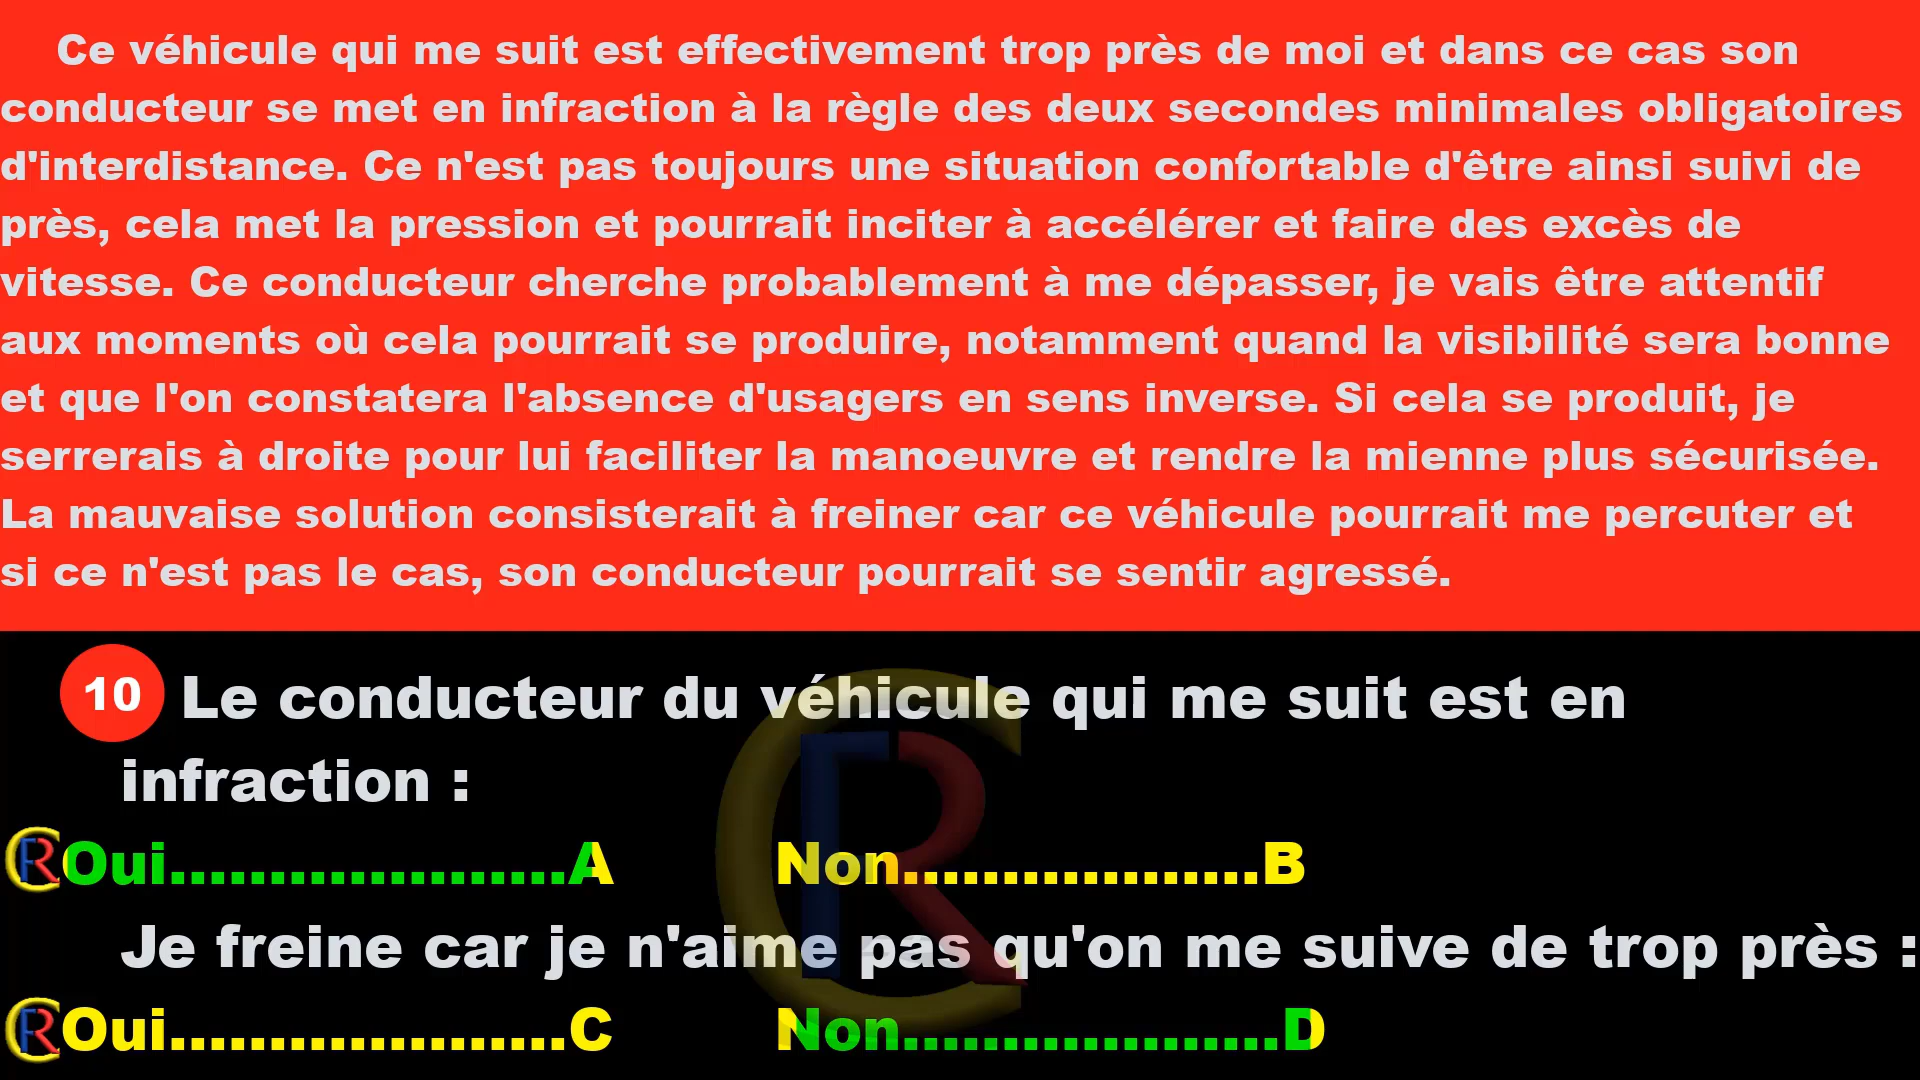 Ce véhicule qui me suit est effectivement trop près de moi et dans ce cas son
conducteur se met en infraction à la règle des deux secondes minimales obligatoires
d'interdistance. Ce n'est pas toujours une situation confortable d'être ainsi suivi de
près, cela met la pression et pourrait inciter à accélérer et faire des excès de
vitesse. Ce conducteur cherche probablement à me dépasser, je vais être attentif
aux moments où cela pourrait se produire, notamment quand la visibilité sera bonne
et que l'on constatera l'absence d'usagers en sens inverse. Si cela se produit, je
serrerais à droite pour lui faciliter la manoeuvre et rendre la mienne plus sécurisée.
La mauvaise solution consisterait à freiner car ce véhicule pourrait me percuter et
si ce n'est pas le cas, son conducteur pourrait se sentir agressé.
10 Le conducteur du véhicule qui me suit est en
infraction :
CR Oui....................A Non..................B
Je freine car je n'aime pas qu'on me suive de trop près :
CR Oui....................C Non...................D